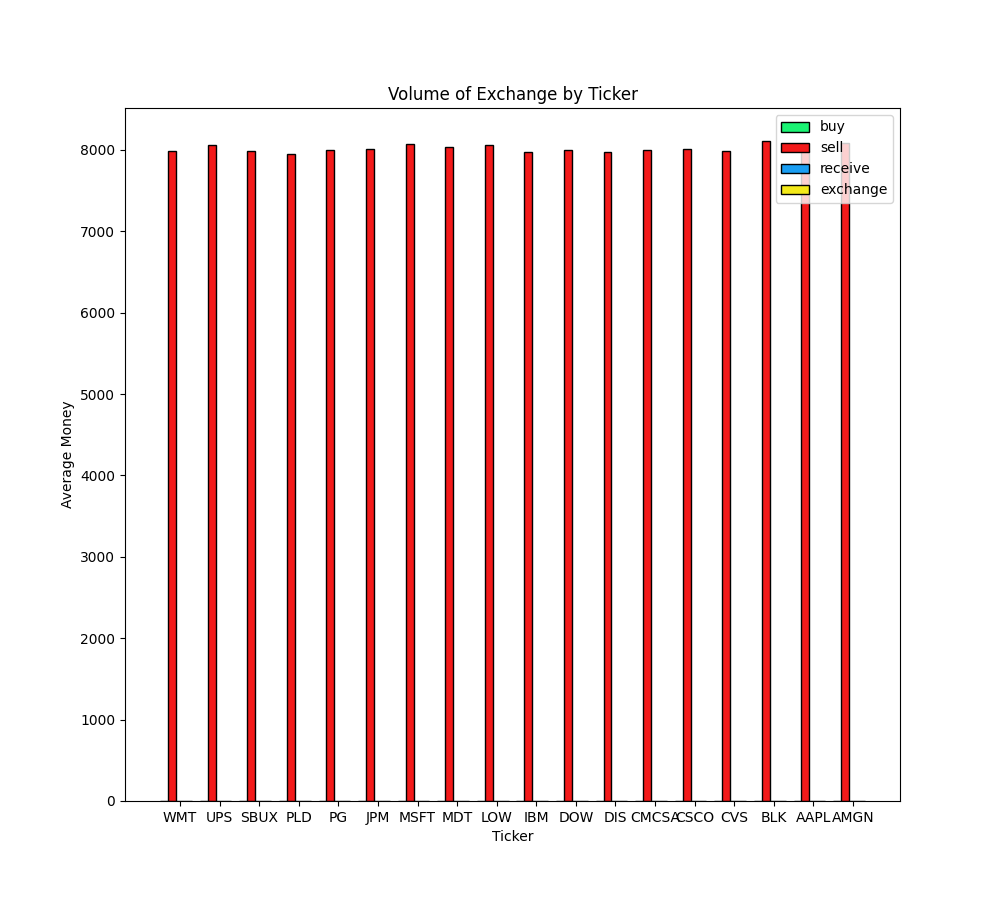 Volume of Exchange by Ticker
buy
sell
receive
exchange
8000
7000
6000
5000
4000
3000
2000
1000
0
Average Money
WMT UPS SBUX PLD PG JPM MSFT MDT LOW IBM DOW DIS CMCSA CSCO CVS BLK AAPL AMGN
Ticker